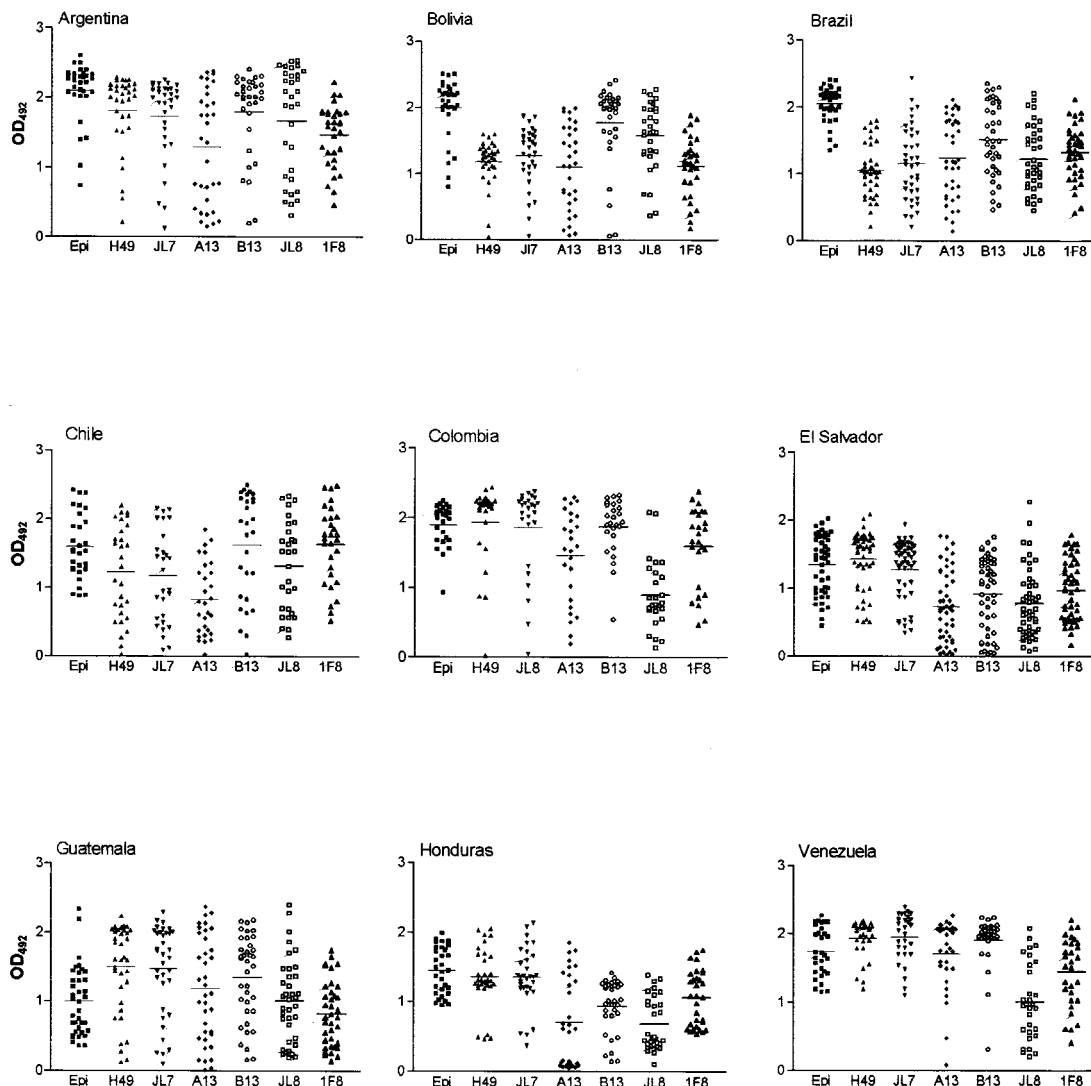 Argentina
Bolivia
Brazil
3
3
3
2
2
2
1
1
1
0
0
0
OD492
Epi H49 JL7 A13 B13 JL8 1F8
Epi H49 Jl7 A13 B13 JL8 1F8
Epi H49 JL7 A13 B13 JL8 1F8
Chile
Colombia
El Salvador
3
3
3
2
2
2
1
1
1
0
0
0
OD492
Epi H49 JL7 A13 B13 JL8 1F8
Epi H49 JL8 A13 B13 JL8 1F8
Epi H49 JL7 A13 B13 JL8 1F8
Guatemala
Honduras
Venezuela
3
3
3
2
2
2
1
1
1
0
0
0
OD492
Epi H49 JL7 A13 B13 JL8 1F8
Epi H49 JL7 A13 B13 JL8 1F8
Epi H49 JL7 A13 B13 JL8 1F8